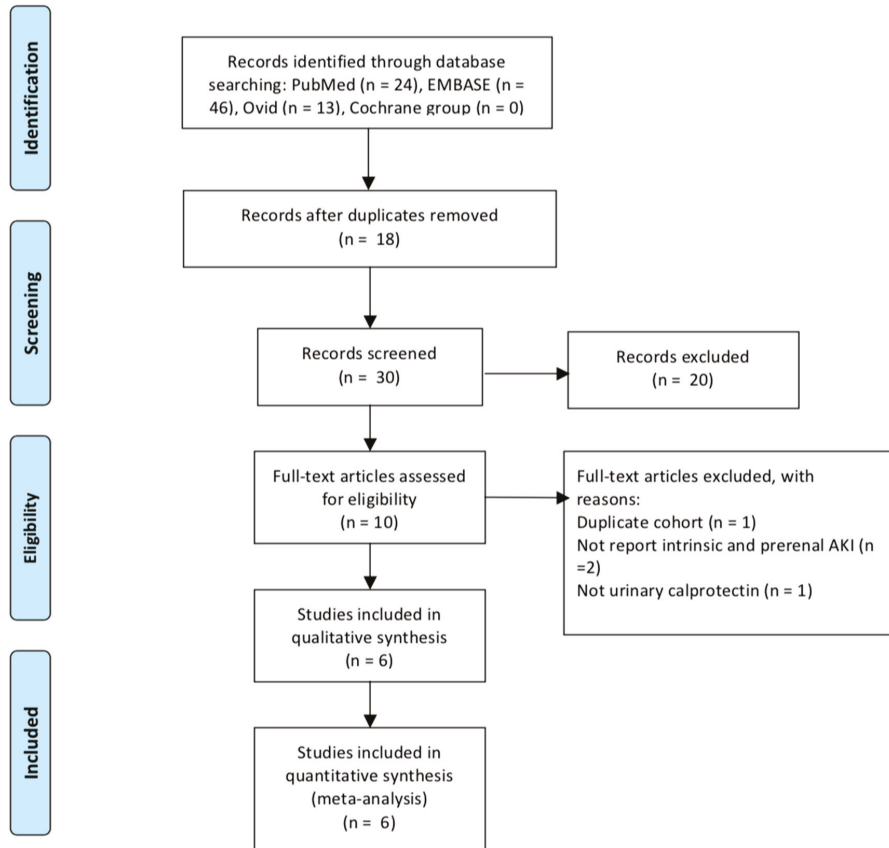 Identification
Records identified through database
searching: PubMed (n = 24), EMBASE (n =
46), Ovid (n = 13), Cochrane group (n = 0)
Records after duplicates removed
(n = 18)
Screening
Records screened
(n = 30)
Records excluded
(n = 20)
Eligibility
Full-text articles assessed
for eligibility
(n = 10)
Full-text articles excluded, with
reasons:
Duplicate cohort (n = 1)
Not report intrinsic and prerenal AKI (n
=2)
Not urinary calprotectin (n = 1)
Studies included in
qualitative synthesis
(n = 6)
Included
Studies included in
quantitative synthesis
(meta-analysis)
(n = 6)